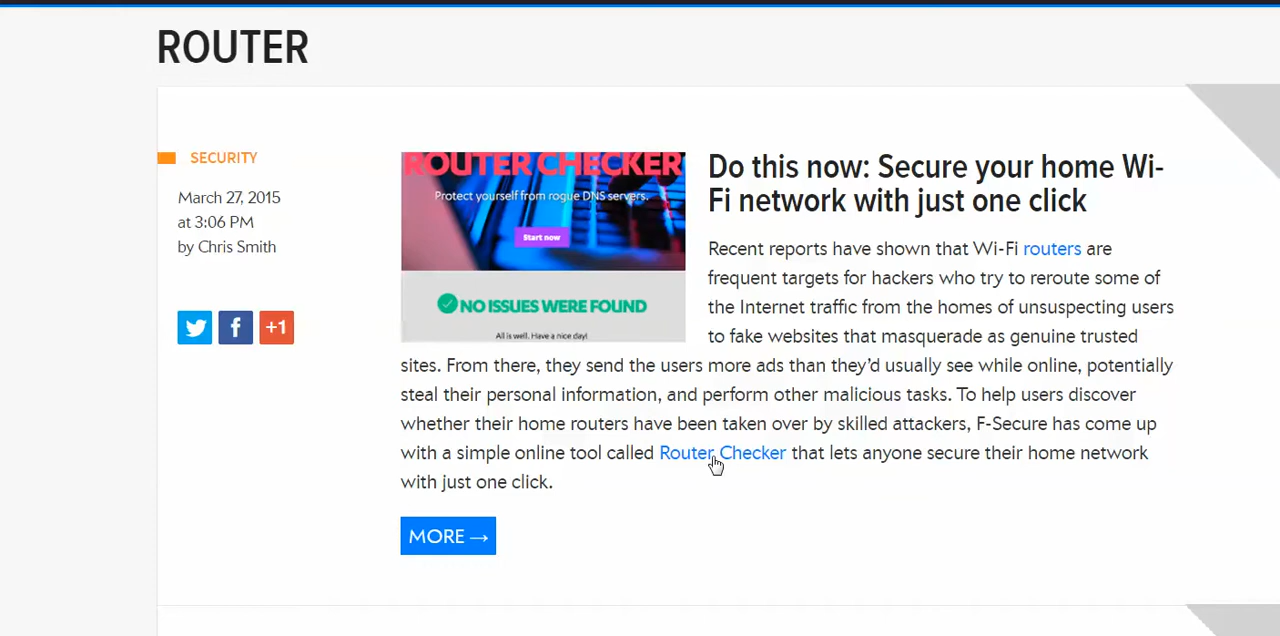 ROUTER
SECURITY
March 27, 2015
at 3:06 PM
by Chris Smith
+1
ROUTER CHECKER
Protect yourself from rogue DNS servers.
Start now
NO ISSUES WERE FOUND
All is well. Have a nice day!
Do this now: Secure your home Wi-
Fi network with just one click
Recent reports have shown that Wi-Fi routers are
frequent targets for hackers who try to reroute some of
the Internet traffic from the homes of unsuspecting users
to fake websites that masquerade as genuine trusted
sites. From there, they send the users more ads than they’d usually see while online, potentially
steal their personal information, and perform other malicious tasks. To help users discover
whether their home routers have been taken over by skilled attackers, F-Secure has come up
with a simple online tool called Router Checker that lets anyone secure their home network
with just one click.
MORE →